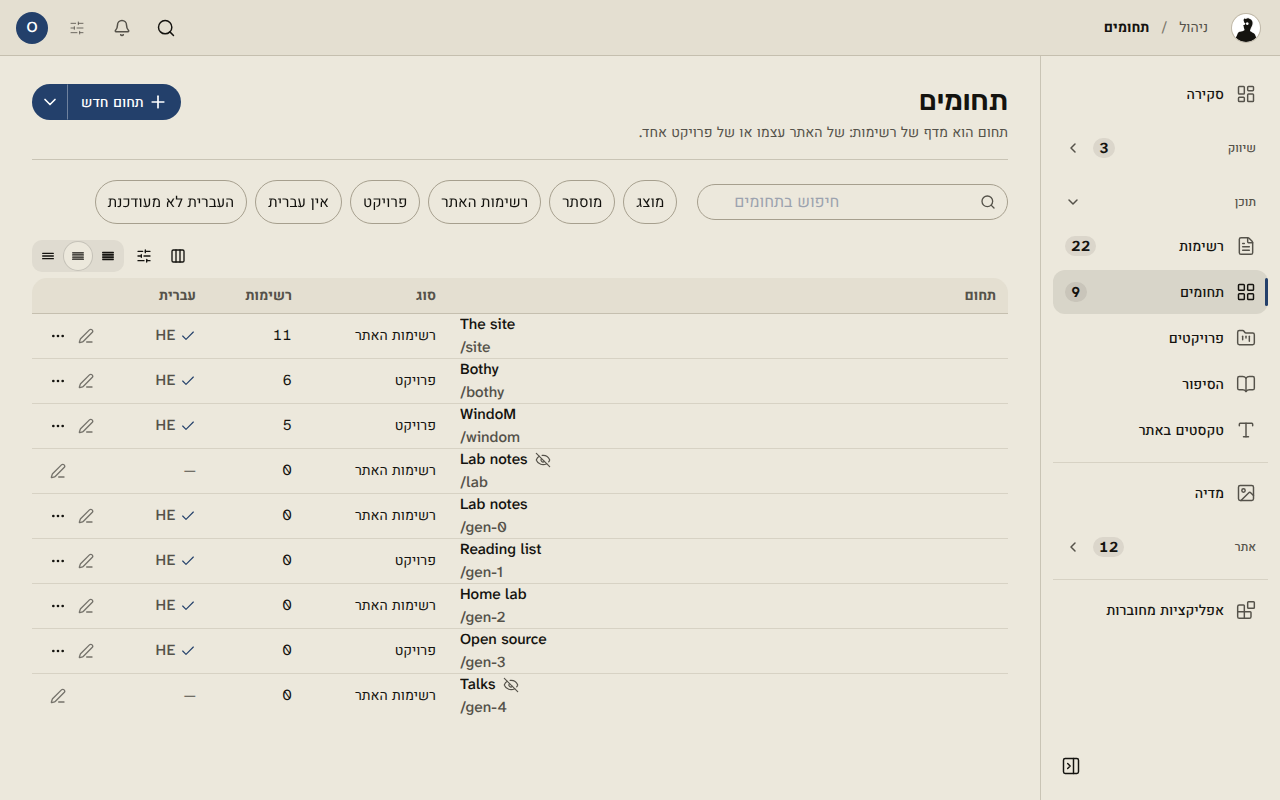 ניהול / תחומים
O
סקירה
שיווק 3
תוכן
רשימות 22
תחומים 9
פרויקטים
הסיפור
טקסטים באתר
מדיה
אתר 12
אפליקציות מחוברות
תחומים
תחום חדש
תחום הוא מדף של רשימות: של האתר עצמו או של פרויקט אחד.
חיפוש בתחומים
מוצג מוסתר רשימות האתר פרויקט אין עברית העברית לא מעודכנת
תחום סוג רשימות עברית
The site רשימות האתר 11 HE
/site
Bothy פרויקט 6 HE
/bothy
WindoM פרויקט 5 HE
/windom
Lab notes רשימות האתר 0 —
/lab
Lab notes רשימות האתר 0 HE
/gen-0
Reading list פרויקט 0 HE
/gen-1
Home lab רשימות האתר 0 HE
/gen-2
Open source פרויקט 0 HE
/gen-3
Talks רשימות האתר 0 —
/gen-4